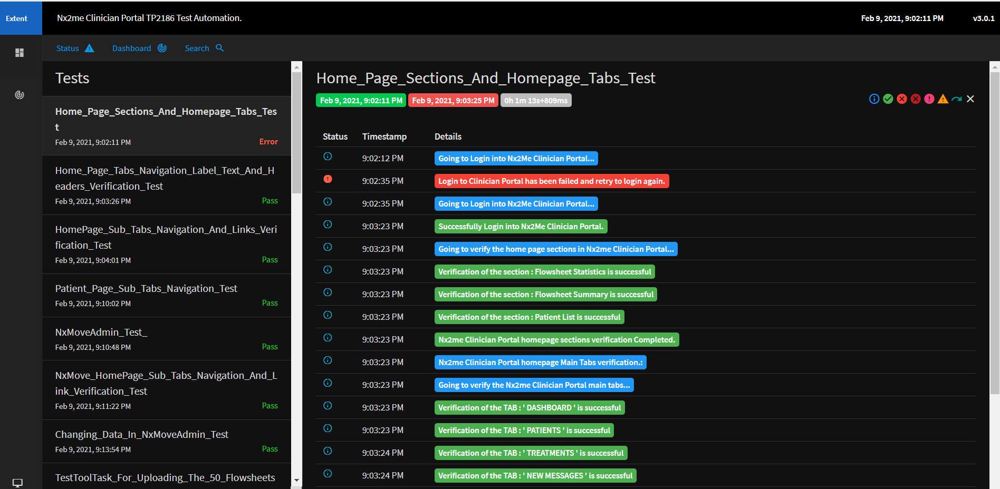 Extent
Nx2me Clinician Portal TP2186 Test Automation.
Feb 9, 2021, 9:02:11 PM
v3.0.1
Status
Dashboard
Search
Tests
Home_Page_Sections_And_Homepage_Tabs_Tes
t
Feb 9, 2021, 9:02:11 PM
Error
Home_Page_Tabs_Navigation_Label_Text_And_H
eaders_Verification_Test
Feb 9, 2021, 9:03:26 PM
Pass
HomePage_Sub_Tabs_Navigation_And_Links_Veri
fication_Test
Feb 9, 2021, 9:04:01 PM
Pass
Patient_Page_Sub_Tabs_Navigation_Test
Feb 9, 2021, 9:10:02 PM
Pass
NxMoveAdmin_Test_
Feb 9, 2021, 9:10:48 PM
Pass
NxMove_HomePage_Sub_Tabs_Navigation_And_L
ink_Verification_Test
Feb 9, 2021, 9:11:22 PM
Pass
Changing_Data_In_NxMoveAdmin_Test
Feb 9, 2021, 9:13:54 PM
Pass
TestToolTask_For_Uploading_The_50_Flowsheets
Home_Page_Sections_And_Homepage_Tabs_Test
Feb 9, 2021, 9:02:11 PM Feb 9, 2021, 9:03:25 PM 0h 1m 13s+809ms
Status Timestamp Details
9:02:12 PM Going to Login into Nx2Me Clinician Portal...
9:02:35 PM Login to Clinician Portal has been failed and retry to login again.
9:02:35 PM Going to Login into Nx2Me Clinician Portal...
9:03:23 PM Successfully Login into Nx2Me Clinician Portal.
9:03:23 PM Going to verify the home page sections in Nx2me Clinician Portal...
9:03:23 PM Verification of the section : Flowsheet Statistics is successful
9:03:23 PM Verification of the section : Flowsheet Summary is successful
9:03:23 PM Verification of the section : Patient List is successful
9:03:23 PM Nx2me Clinician Portal homepage sections verification Completed.
9:03:23 PM Nx2me Clinician Portal homepage Main Tabs verification.:
9:03:23 PM Going to verify the Nx2me Clinician Portal main tabs...
9:03:23 PM Verification of the TAB : ' DASHBOARD ' is successful
9:03:23 PM Verification of the TAB : ' PATIENTS ' is successful
9:03:24 PM Verification of the TAB : ' TREATMENTS ' is successful
9:03:24 PM Verification of the TAB : ' NEW MESSAGES ' is successful